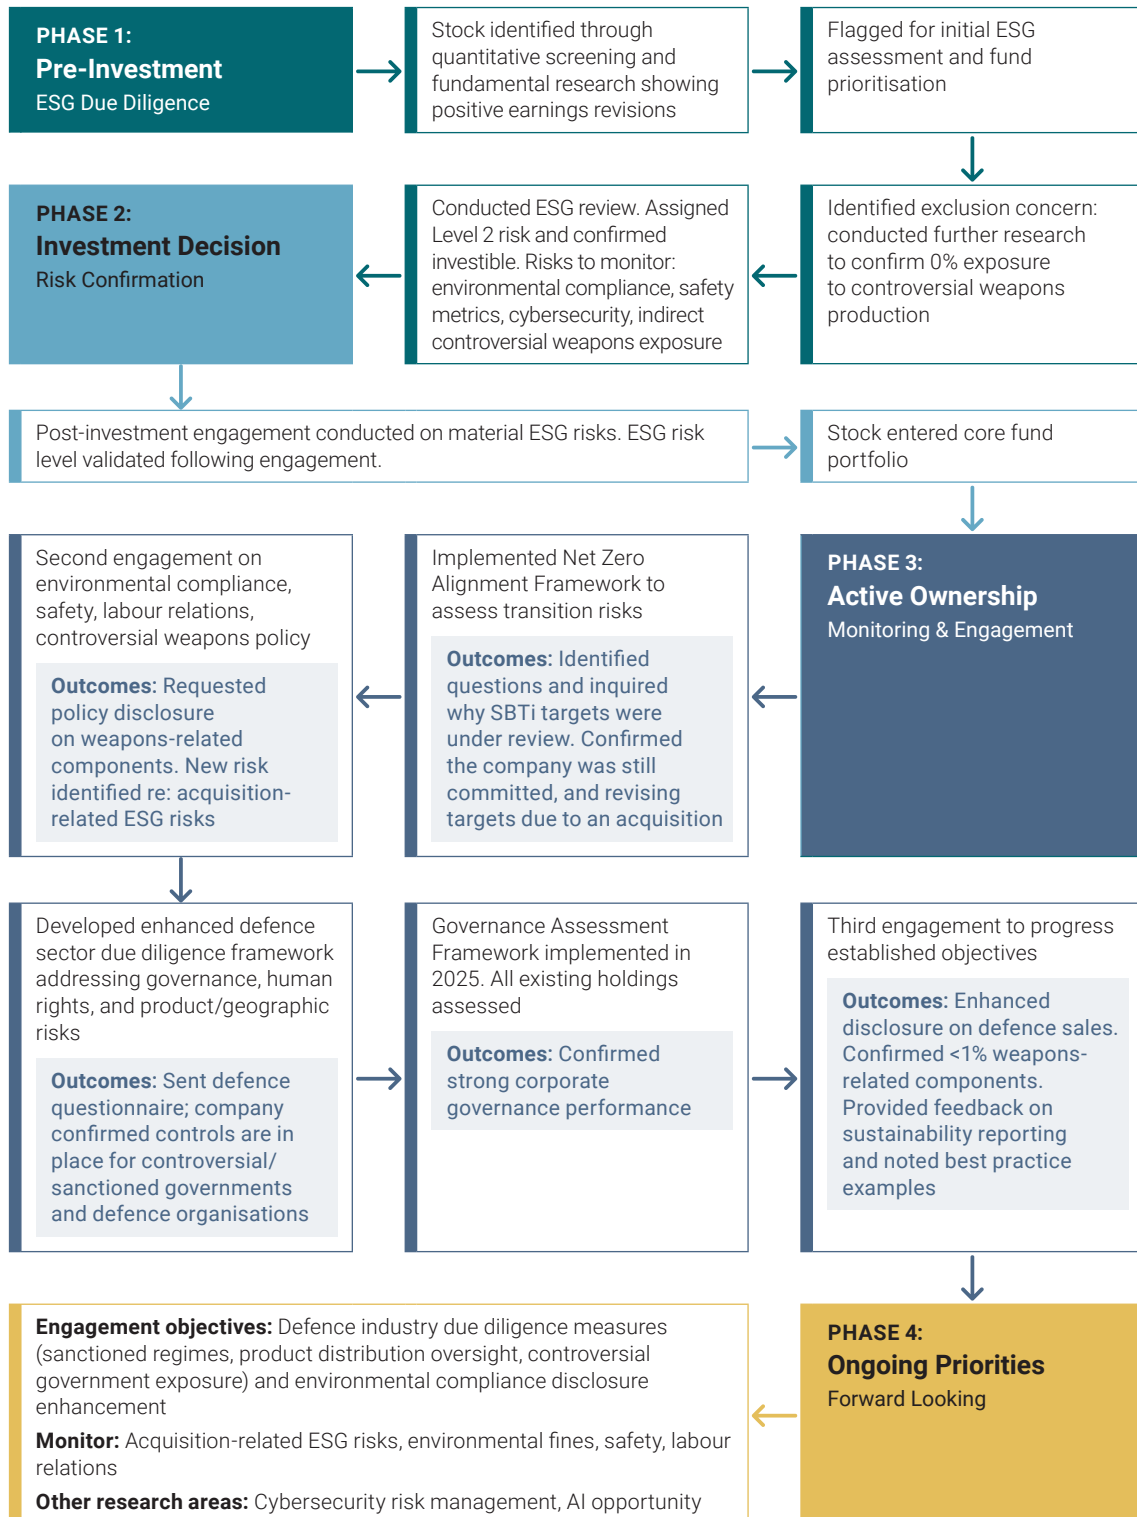 PHASE 1:
Pre-Investment
ESG Due Diligence
Stock identified through
quantitative screening and
fundamental research showing
positive earnings revisions
Flagged for initial ESG
assessment and fund
prioritisation
Identified exclusion concern:
conducted further research
to confirm 0% exposure
to controversial weapons
production
Conducted ESG review. Assigned
Level 2 risk and confirmed
investible. Risks to monitor:
environmental compliance, safety
metrics, cybersecurity, indirect
controversial weapons exposure
PHASE 2:
Investment Decision
Risk Confirmation
Post-investment engagement conducted on material ESG risks. ESG risk
level validated following engagement.
Stock entered core fund
portfolio
PHASE 3:
Active Ownership
Monitoring & Engagement
Implemented Net Zero
Alignment Framework to
assess transition risks
Outcomes: Identified
questions and inquired
why SBTi targets were
under review. Confirmed
the company was still
committed, and revising
targets due to an acquisition
Second engagement on
environmental compliance,
safety, labour relations,
controversial weapons policy
Outcomes: Requested
policy disclosure
on weapons-related
components. New risk
identified re: acquisition-
related ESG risks
Developed enhanced defence
sector due diligence framework
addressing governance, human
rights, and product/geographic
risks
Outcomes: Sent defence
questionnaire; company
confirmed controls are in
place for controversial/
sanctioned governments
and defence organisations
Governance Assessment
Framework implemented in
2025. All existing holdings
assessed
Outcomes: Confirmed
strong corporate
governance performance
Third engagement to progress
established objectives
Outcomes: Enhanced
disclosure on defence sales.
Confirmed <1% weapons-
related components.
Provided feedback on
sustainability reporting
and noted best practice
examples
PHASE 4:
Ongoing Priorities
Forward Looking
Engagement objectives: Defence industry due diligence measures
(sanctioned regimes, product distribution oversight, controversial
government exposure) and environmental compliance disclosure
enhancement
Monitor: Acquisition-related ESG risks, environmental fines, safety, labour
relations
Other research areas: Cybersecurity risk management, AI opportunity